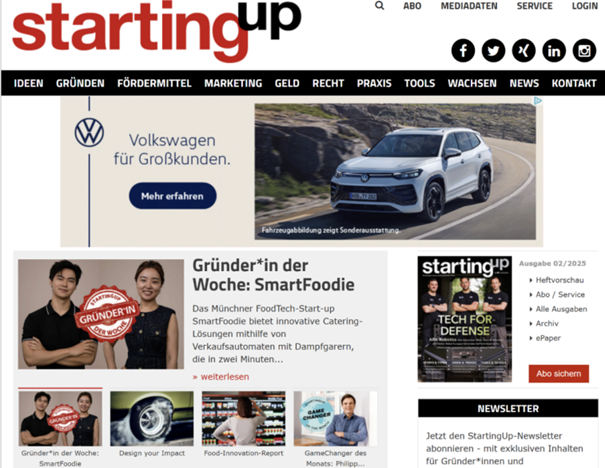 startingup
ABO MEDIADATEN SERVICE LOGIN
IDEEN GRÜNDEN FÖRDERMITTEL MARKETING GELD RECHT PRAXIS TOOLS WACHSEN NEWS KONTAKT
Volkswagen
für Großkunden.
Mehr erfahren
Fahrzeugabbildung zeigt Sonderausstattung.
STARTINGUP
GRÜNDER*IN
DER WOCHE
Gründer*in der
Woche: SmartFoodie
Das Münchner FoodTech-Start-up
SmartFoodie bietet innovative Catering-
Lösungen mithilfe von
Verkaufsautomaten mit Dampfgarern,
die in zwei Minuten...
» weiterlesen
GRÜNDER*IN
GAME
CHANGER
Gründer*in der Woche:
SmartFoodie
Design your Impact
Food-Innovation-Report
GameChanger des
Monats: Philipp...
startingup
TECH FOR
DEFENSE
Ausgabe 02/2025
Heftvorschau
Abo / Service
Alle Ausgaben
Archiv
ePaper
Abo sichern
NEWSLETTER
Jetzt den StartingUp-Newsletter
abonnieren - mit exklusiven Inhalten
für Gründer*innen und